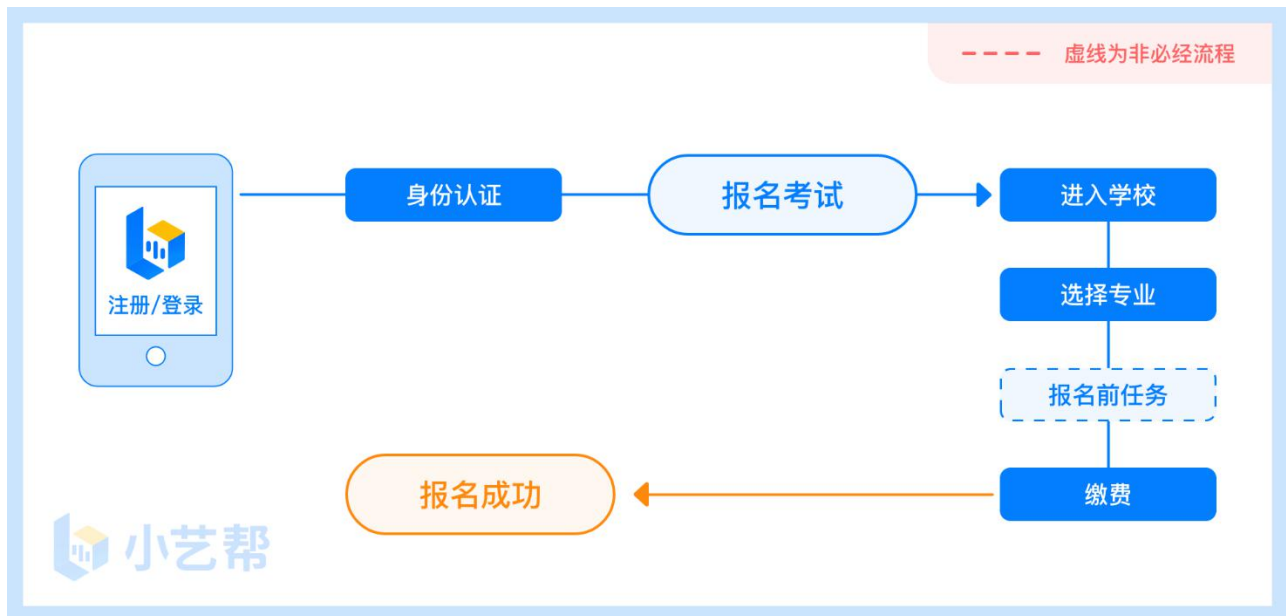 虚线为非必经流程
注册/登录
身份认证
报名考试
进入学校
选择专业
报名前任务
缴费
报名成功
小艺帮